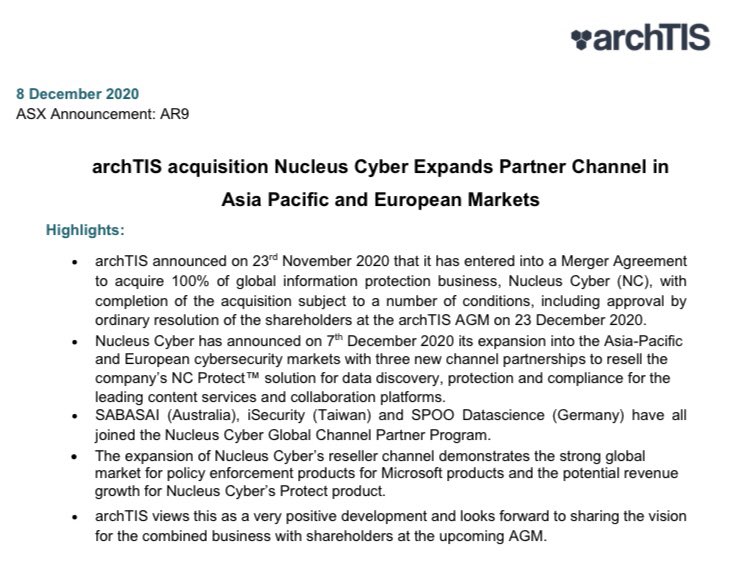 archTIS
8 December 2020
ASX Announcement: AR9
archTIS acquisition Nucleus Cyber Expands Partner Channel in
Asia Pacific and European Markets
Highlights:
• archTIS announced on 23rd November 2020 that it has entered into a Merger Agreement
to acquire 100% of global information protection business, Nucleus Cyber (NC), with
completion of the acquisition subject to a number of conditions, including approval by
ordinary resolution of the shareholders at the archTIS AGM on 23 December 2020.
• Nucleus Cyber has announced on 7th December 2020 its expansion into the Asia-Pacific
and European cybersecurity markets with three new channel partnerships to resell the
company's NC Protect™ solution for data discovery, protection and compliance for the
leading content services and collaboration platforms.
• SABASAI (Australia), iSecurity (Taiwan) and SPOO Datascience (Germany) have all
joined the Nucleus Cyber Global Channel Partner Program.
• The expansion of Nucleus Cyber's reseller channel demonstrates the strong global
market for policy enforcement products for Microsoft products and the potential revenue
growth for Nucleus Cyber's Protect product.
• archTIS views this as a very positive development and looks forward to sharing the vision
for the combined business with shareholders at the upcoming AGM.